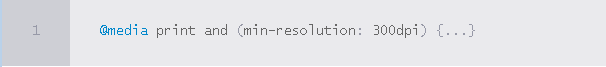 1 @media print and (min-resolution: 300dpi) {...}